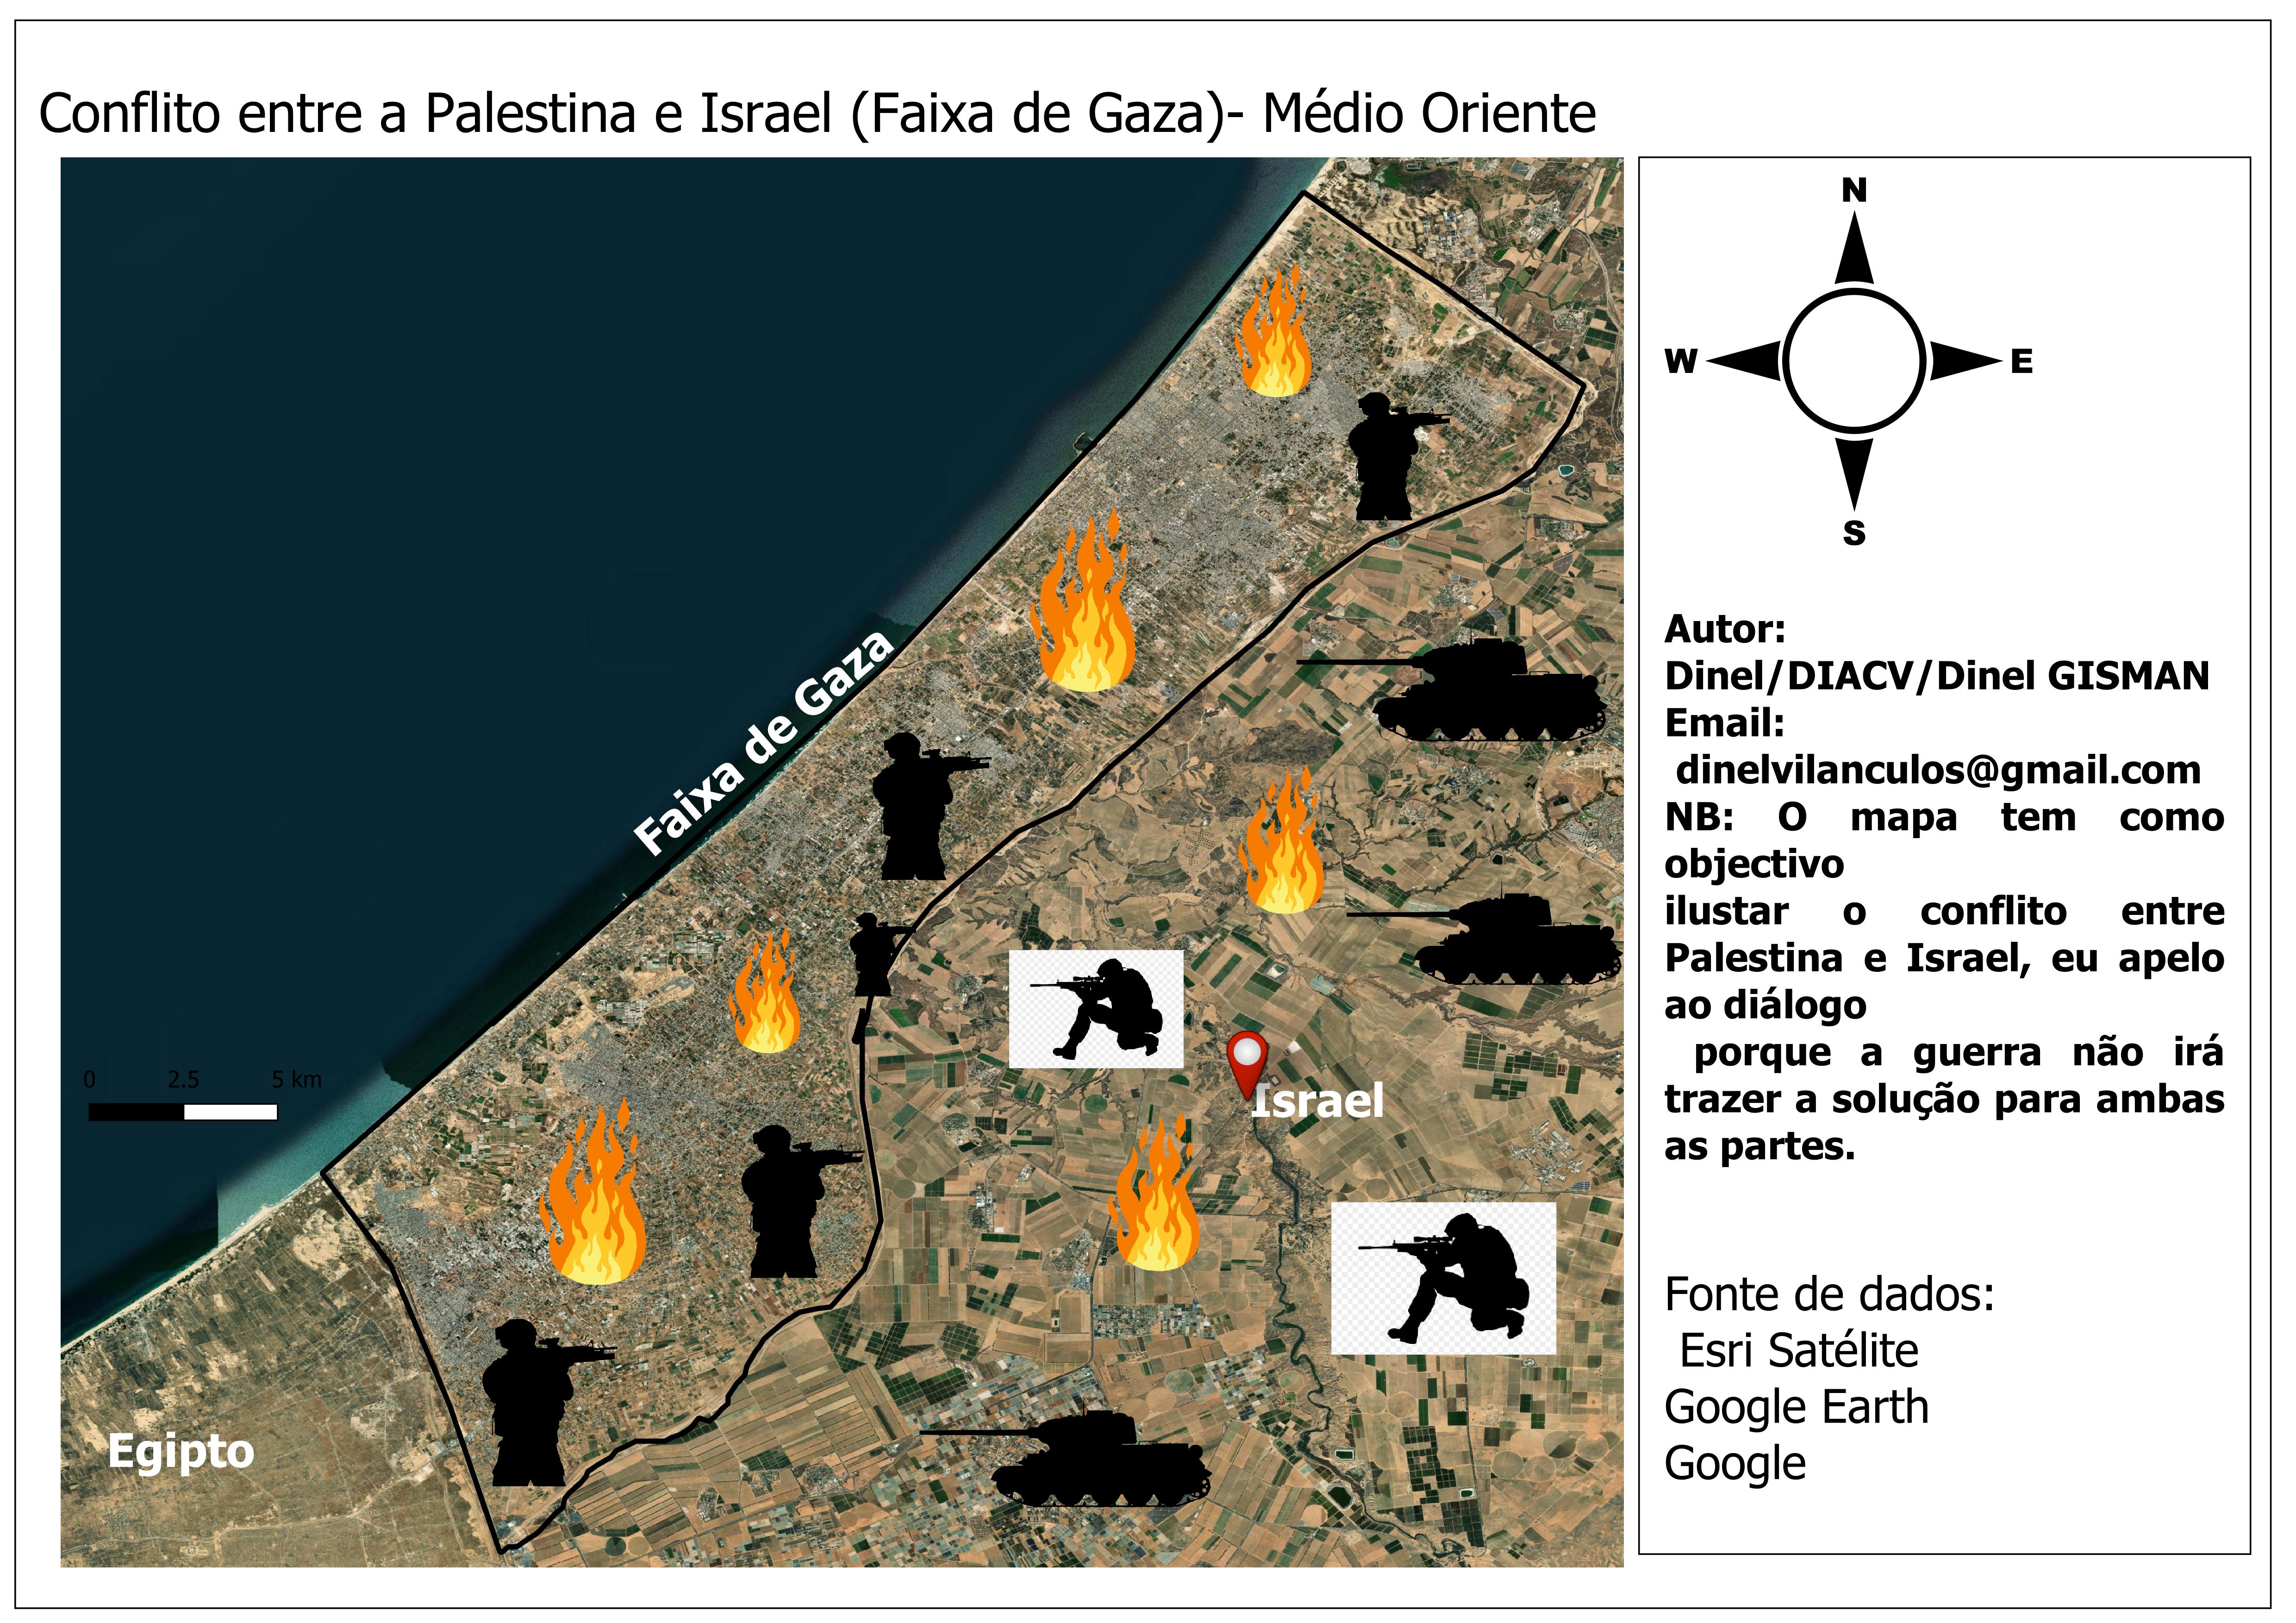 Conflito entre a Palestina e Israel (Faixa de Gaza)- Médio Oriente
N
W
E
S
Faixa de Gaza
0 2.5 5 km
Israel
Egipto
Autor:
Dinel/DIACV/Dinel GISMAN
Email:
dinelvilanculos@gmail.com
NB: O mapa tem como
objectivo
ilustar o conflito entre
Palestina e Israel, eu apelo
ao diálogo
porque a guerra não irá
trazer a solução para ambas
as partes.
Fonte de dados:
Esri Satélite
Google Earth
Google